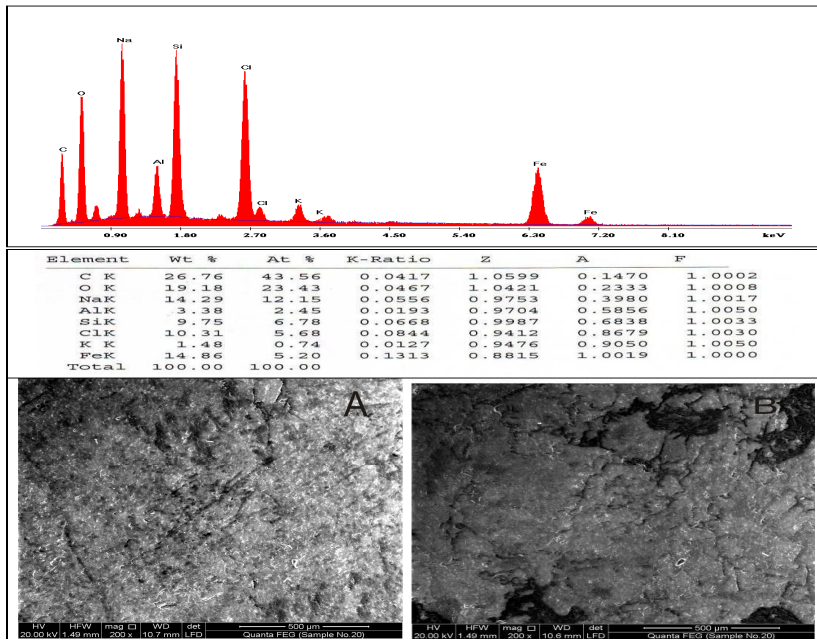 Na
Si
Cl
O
C
Al
Cl
K
K
Fe
Fe
0.90 1.80 2.70 3.60 4.50 5.40 6.30 7.20 8.10 keV
Element Wt % At % K-Ratio Z A F
C K 26.76 43.56 0.0417 1.0599 0.1470 1.0002
O K 19.18 23.43 0.0467 1.0421 0.2333 1.0008
NaK 14.29 12.15 0.0556 0.9753 0.3980 1.0017
AlK 3.38 2.45 0.0193 0.9704 0.5856 1.0050
SiK 9.75 6.78 0.0668 0.9987 0.6838 1.0033
ClK 10.31 5.68 0.0844 0.9412 0.8679 1.0030
K K 1.48 0.74 0.0127 0.9476 0.9050 1.0050
FeK 14.86 5.20 0.1313 0.8815 1.0019 1.0000
Total 100.00 100.00
A
HV HFW mag WD det 500 µm
20.00 kV 1.49 mm 200 x 10.7 mm LFD Quanta FEG (Sample No.20)
B
HV HFW mag WD det 500 µm
20.00 kV 1.49 mm 200 x 10.6 mm LFD Quanta FEG (Sample No.20)